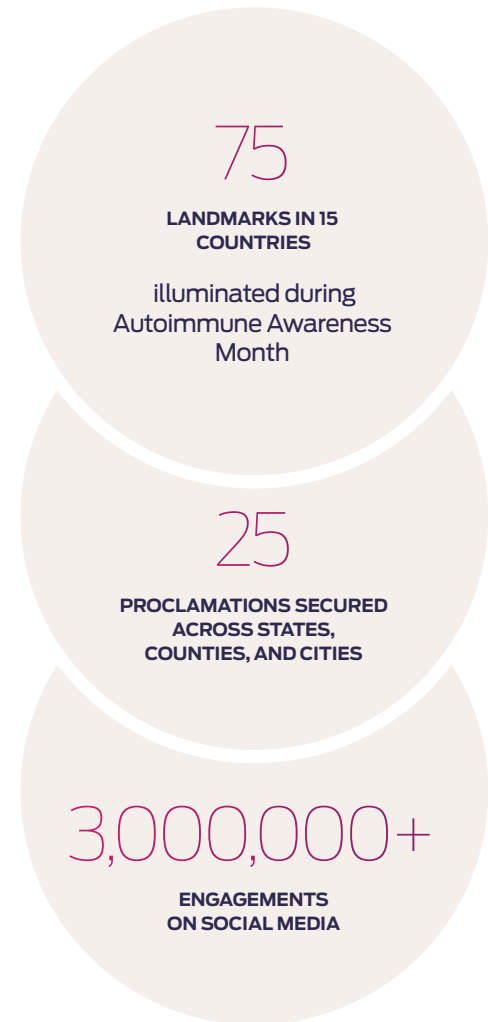 75
LANDMARKS IN 15
COUNTRIES
illuminated during
Autoimmune Awareness
Month
25
PROCLAMATIONS SECURED
ACROSS STATES,
COUNTIES, AND CITIES
3,000,000+
ENGAGEMENTS
ON SOCIAL MEDIA